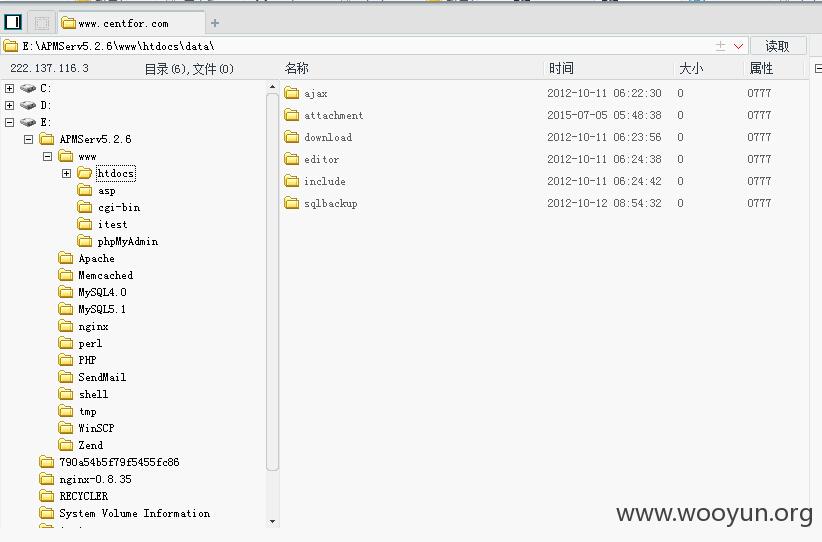 www.centfor.com
E:\APMServ5.2.6\www\htdocs\data\
读取
222.137.116.3 目录(6),文件(0) 名称 时间 大小 属性
C:
D:
E:
APMServ5.2.6
www
htdocs
asp
cgi-bin
itest
phpMyAdmin
Apache
Memcached
MySQL4.0
MySQL5.1
nginx
perl
PHP
SendMail
shell
tmp
WinSCP
Zend
790a54b5f79f5455fc86
nginx-0.8.35
RECYCLER
System Volume Information
ajax 2012-10-11 06:22:30 0 0777
attachment 2015-07-05 05:48:38 0 0777
download 2012-10-11 06:23:56 0 0777
editor 2012-10-11 06:24:38 0 0777
include 2012-10-11 06:24:42 0 0777
sqlbackup 2012-10-12 08:54:32 0 0777
www.wooyun.org